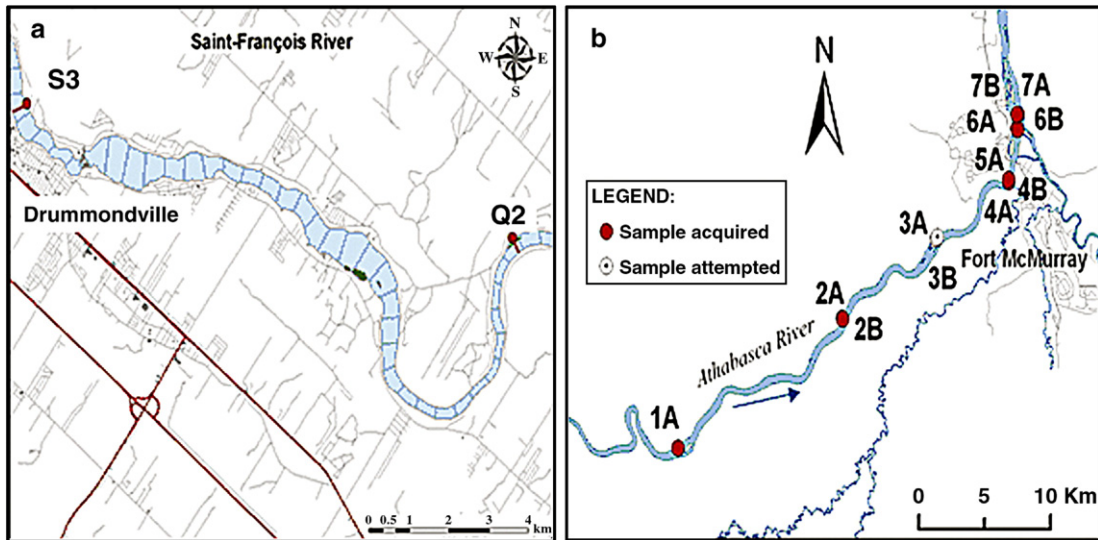 a
Saint-François River
N
W E
S
S3
Drummondville
Q2
0 0.5 1 2 3 4
km
b
N
7B 7A
6A 6B
5A
4B
4A
3A
3B
Fort McMurray
LEGEND:
Sample acquired
Sample attempted
2A
2B
Athabasca River
1A
0 5 10 Km